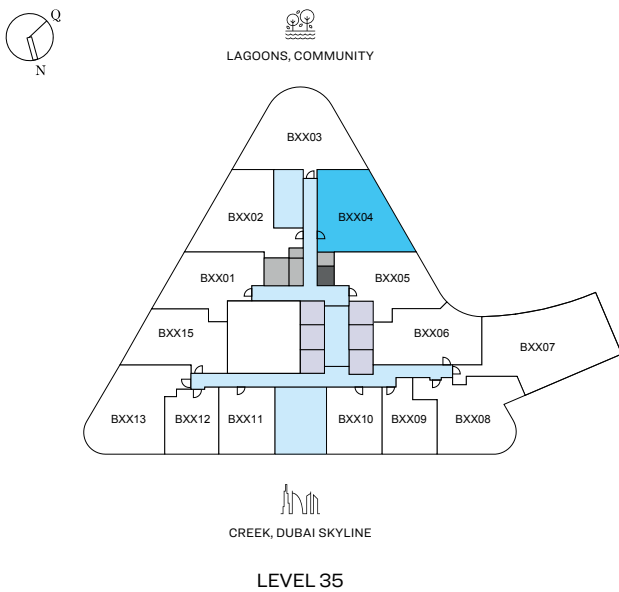 Q
N
LAGOONS, COMMUNITY
BXX03
BXX02
BXX04
BXX01
BXX05
BXX15
BXX06
BXX07
BXX13
BXX12
BXX11
BXX10
BXX09
BXX08
CREEK, DUBAI SKYLINE
LEVEL 35